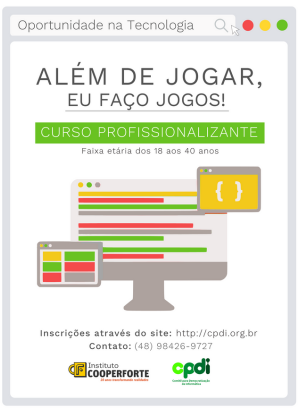 Oportunidade na Tecnologia
ALÉM DE JOGAR,
EU FAÇO JOGOS!
CURSO PROFISSIONALIZANTE
Faixa etária dos 18 aos 40 anos
{ }
Inscrições através do site: http://cpdi.org.br
Contato: (48) 98426-9727
Instituto
COOPERFORTE
cpdi